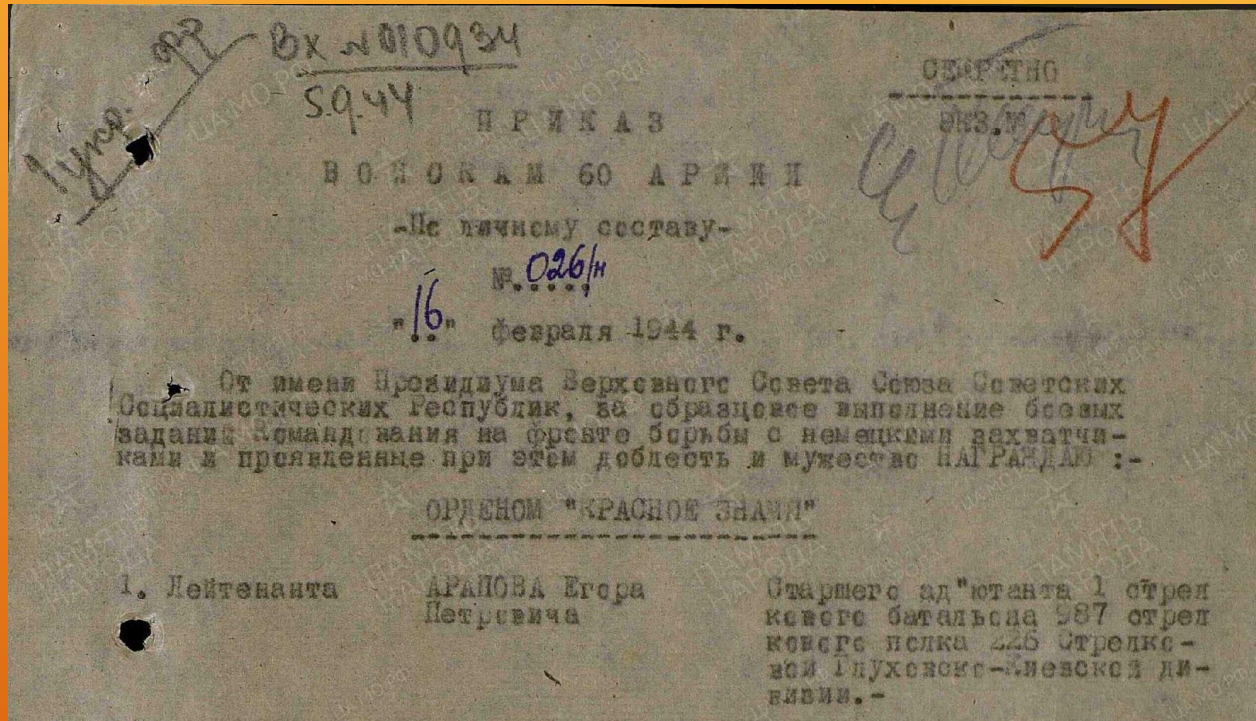 1 укр. фр
Вх №010934
5.9.44
СЕКРЕТНО
ЭКЗ.№
ПРИКАЗ
ВОЙСКАМ 60 АРМИИ
-По личному составу-
№ 026/н
"16" февраля 1944 г.
От имени Президиума Верховного Совета Союза Советских
Социалистических Республик, за образцовое выполнение боевых
заданий Командования на фронте борьбы с немецкими захватчи-
ками и проявленные при этом доблесть и мужество НАГРАЖДАЮ :-
ОРДЕНОМ "КРАСНОЕ ЗНАМЯ"
1. Лейтенанта
АРАПОВА Егора
Петровича
Старшего ад"ютанта 1 стрел
кового батальона 987 стрел
кового полка 226 Стрелко-
вой Глуховско-Киевской ди-
визии.-